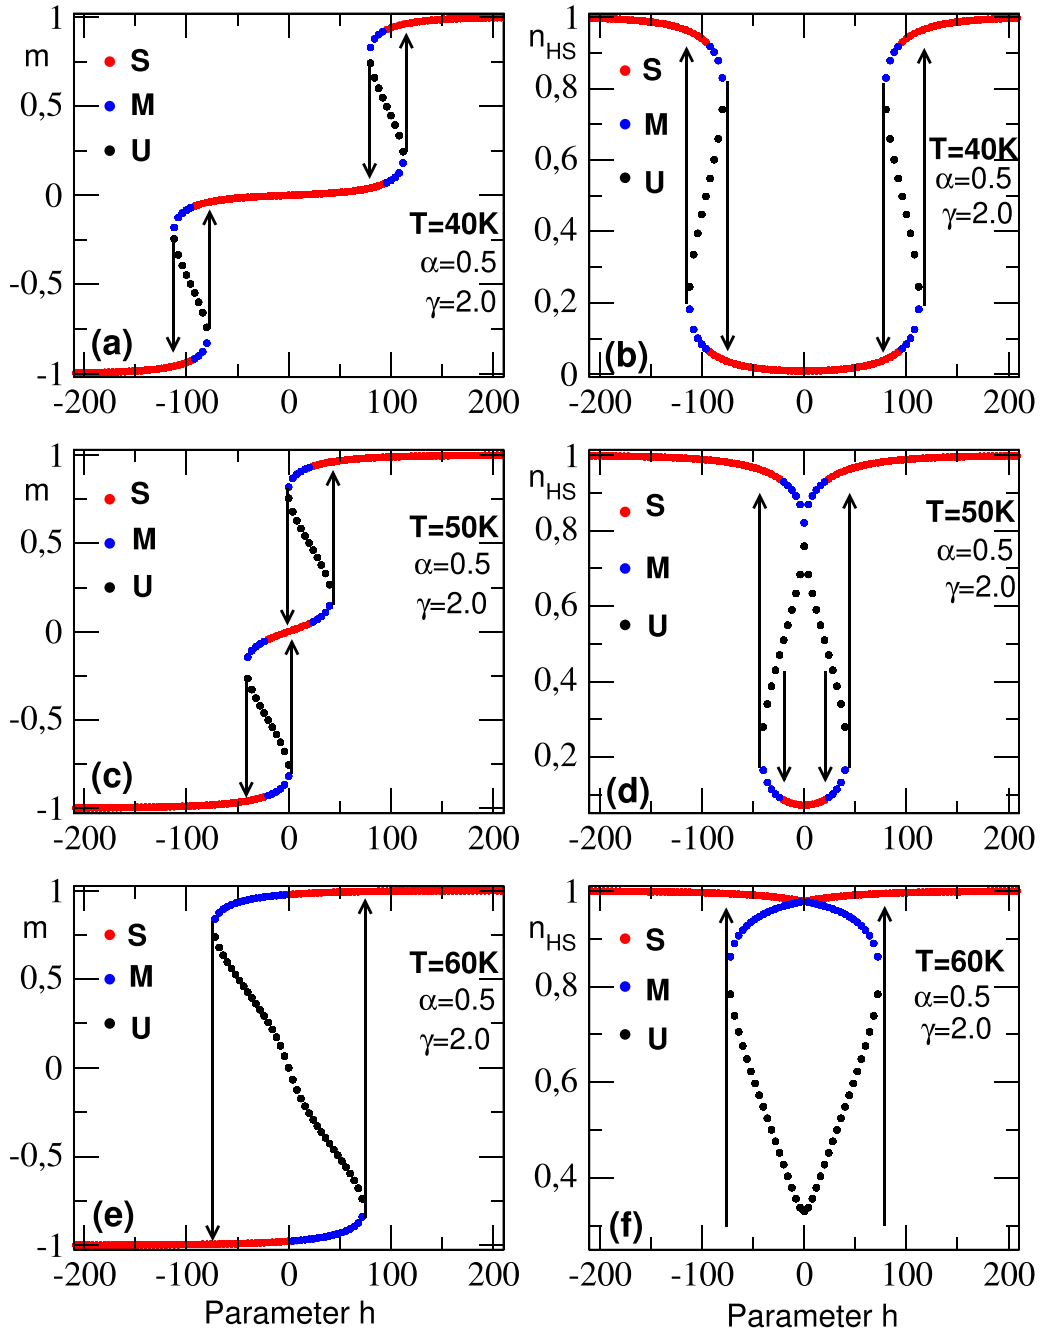 1
m
0,5
0
-0,5
-1
S
M
U
T=40K
α=0.5
γ=2.0
(a)
-200 -100 0 100 200
1
nHS
0,8
0,6
0,4
0,2
0
S
M
U
T=40K
α=0.5
γ=2.0
(b)
-200 -100 0 100 200
1
m
0,5
0
-0,5
-1
S
M
U
T=50K
α=0.5
γ=2.0
(c)
-200 -100 0 100 200
1
nHS
0,8
0,6
0,4
0,2
S
M
U
T=50K
α=0.5
γ=2.0
(d)
-200 -100 0 100 200
1
m
0,5
0
-0,5
-1
S
M
U
T=60K
α=0.5
γ=2.0
(e)
-200 -100 0 100 200
Parameter h
1
nHS
0,8
0,6
0,4
S
M
U
T=60K
α=0.5
γ=2.0
(f)
-200 -100 0 100 200
Parameter h